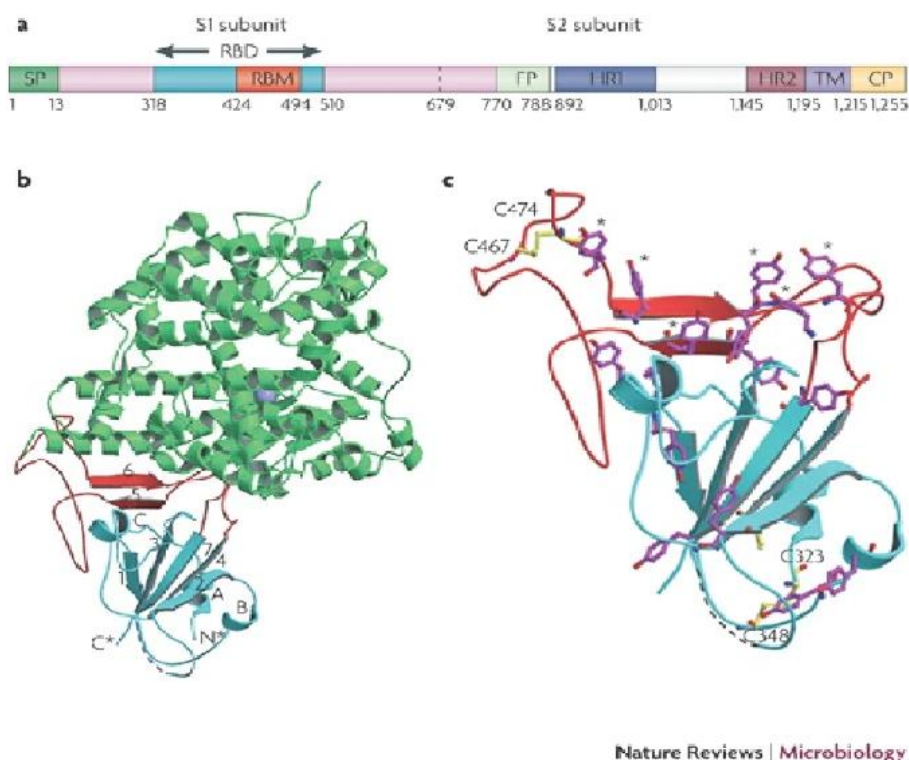 a
S1 subunit S2 subunit
RBD
SP RBM FP HR1 HR2 TM CP
1 13 318 424 494 510 679 770 788 892 1,013 1,145 1,195 1,215 1,255
b
c
C474
C467
6
5
C
3
7
4
1
A
B
C*
N*
* * * * * *
C323
C348
Nature Reviews | Microbiology